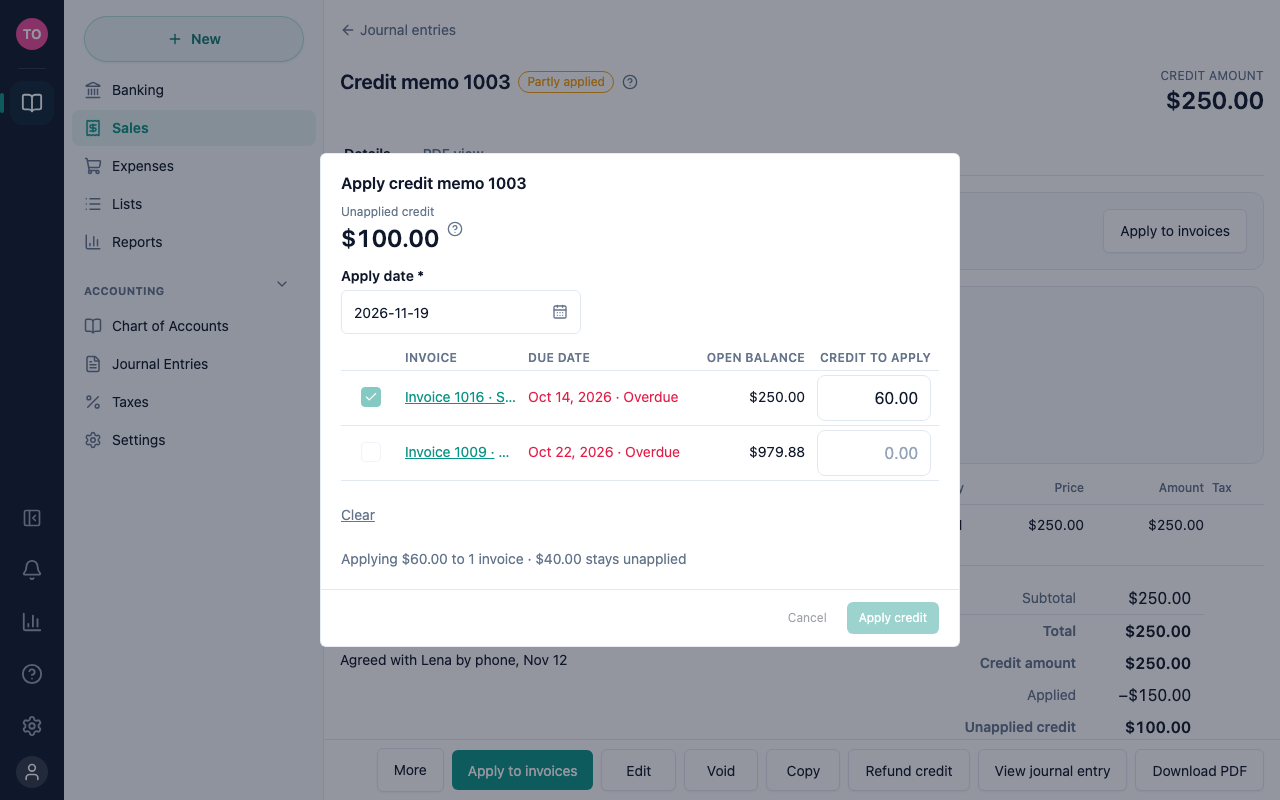 TO
New
Banking
Sales
Expenses
Lists
Reports
ACCOUNTING
Chart of Accounts
Journal Entries
Taxes
Settings
Journal entries
Credit memo 1003
Partly applied
CREDIT AMOUNT
$250.00
Details
PDF view
Apply to invoices
Apply credit memo 1003
Unapplied credit
$100.00
Apply date *
2026-11-19
INVOICE DUE DATE OPEN BALANCE CREDIT TO APPLY
Invoice 1016 · S... Oct 14, 2026 · Overdue $250.00 60.00
Invoice 1009 · ... Oct 22, 2026 · Overdue $979.88 0.00
Clear
Applying $60.00 to 1 invoice · $40.00 stays unapplied
Cancel Apply credit
Price Amount Tax
$250.00 $250.00
Subtotal $250.00
Total $250.00
Credit amount $250.00
Applied –$150.00
Unapplied credit $100.00
Agreed with Lena by phone, Nov 12
More Apply to invoices Edit Void Copy Refund credit View journal entry Download PDF